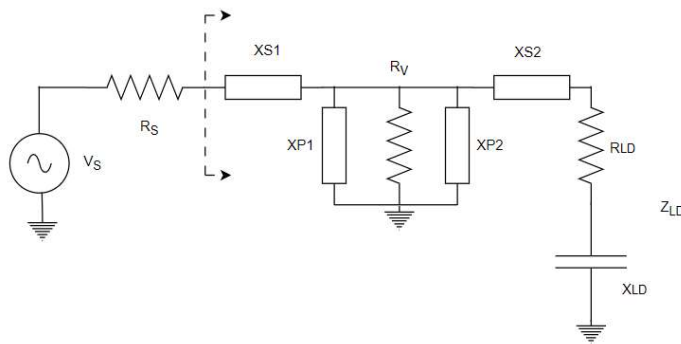 XS1
RV
XS2
RS
XP1
XP2
RLD
VS
ZLD
XLD